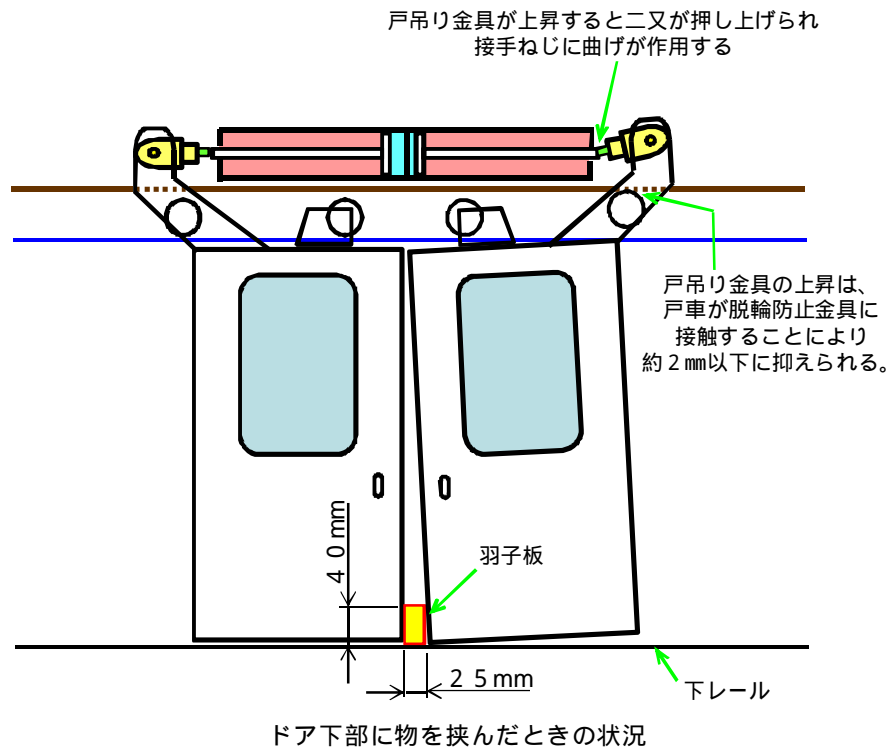 戸吊り金具が上昇すると二又が押し上げられ
接手ねじに曲げが作用する
戸吊り金具の上昇は、
戸車が脱輪防止金具に
接触することにより
約2㎜以下に抑えられる。
40mm
羽子板
25mm
下レール
ドア下部に物を挟んだときの状況